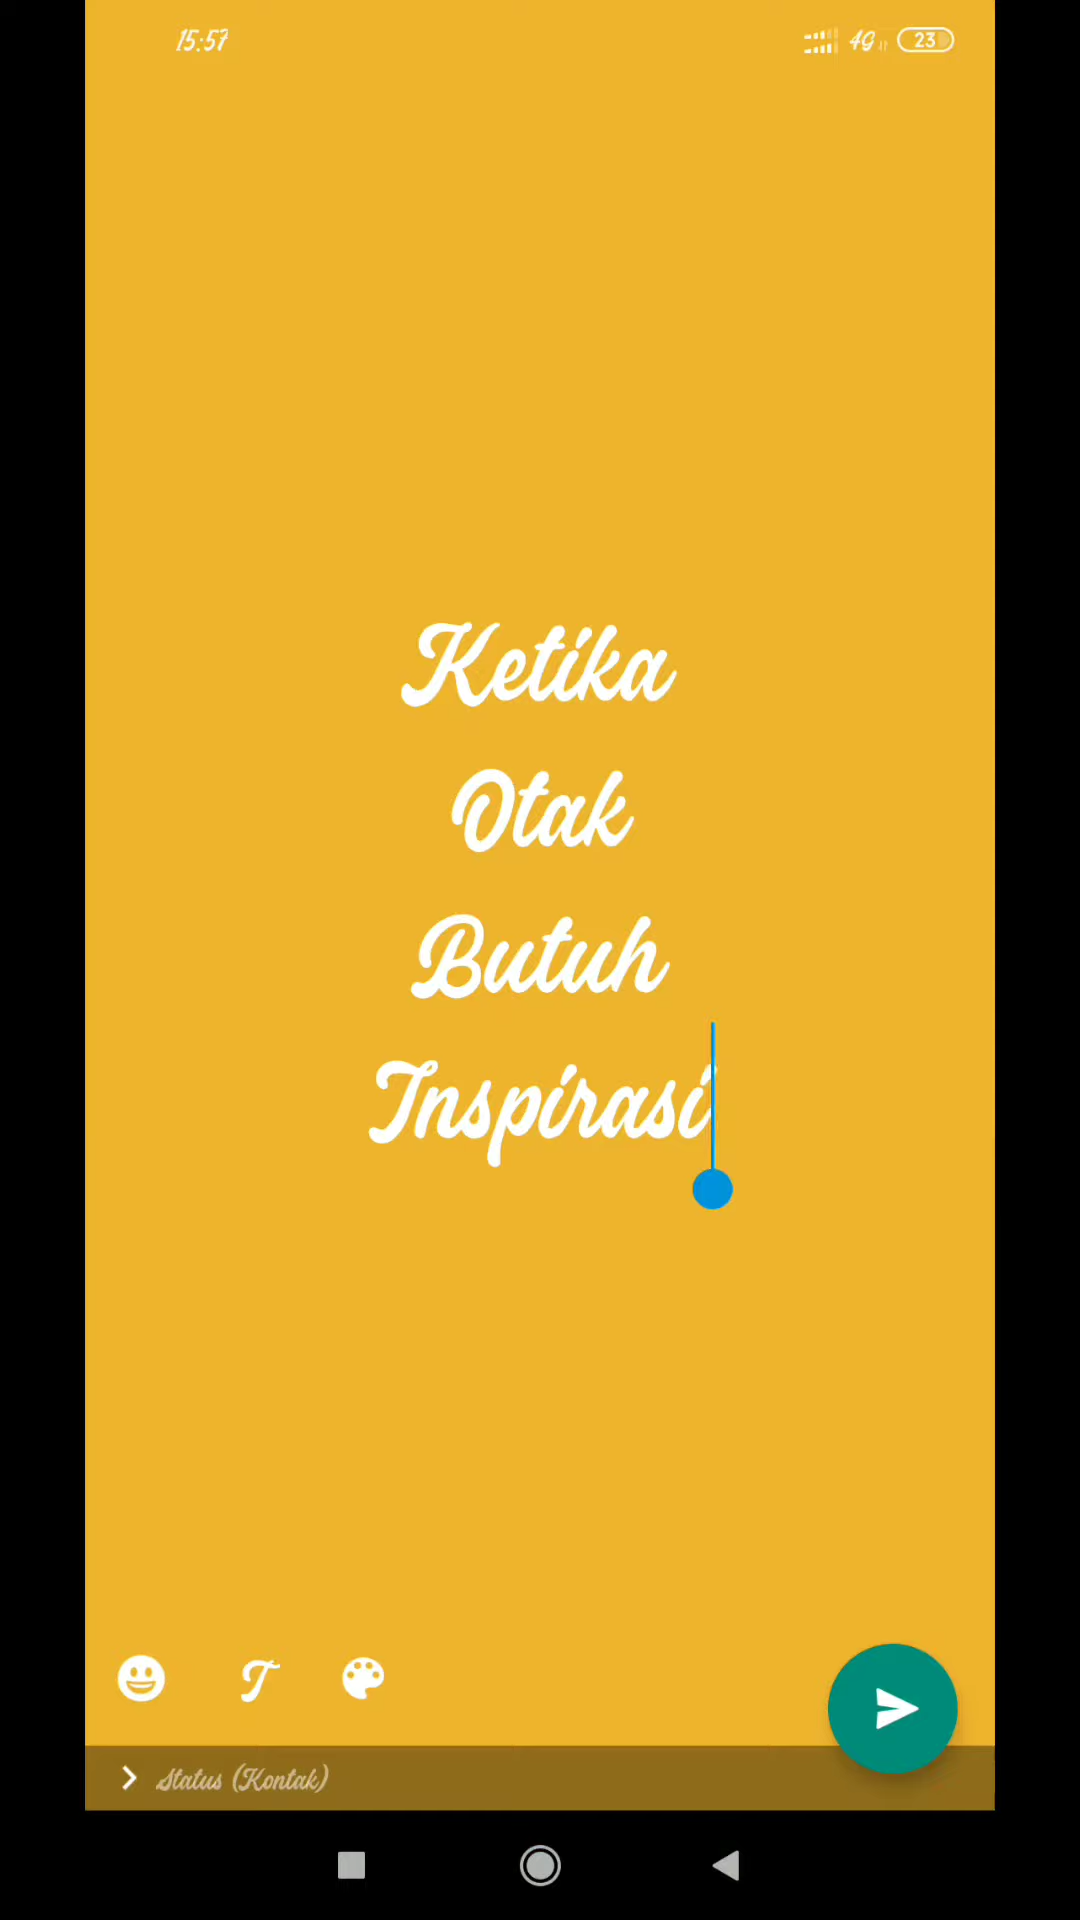 15:57
4G
23
Ketika
Otak
Butuh
Inspirasi
T
Status (Kontak)